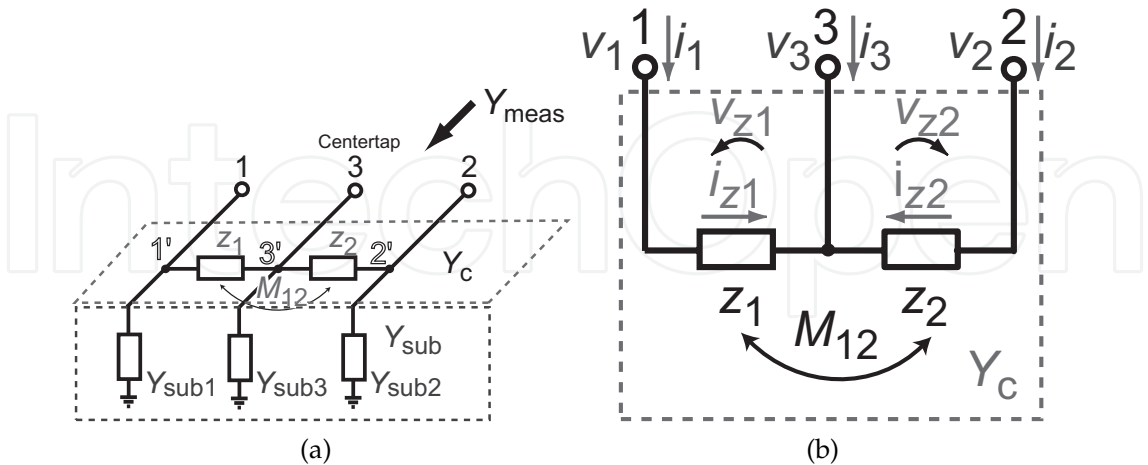 IntechOpen
Y_meas
Centertap
1 3 2
1' z_1 3' z_2 2' Y_c
M_12
Y_sub
Y_sub1 Y_sub3 Y_sub2
(a)
1 3 2
v_1 i_1 v_3 i_3 v_2 i_2
v_z1 v_z2
i_z1 i_z2
z_1 z_2
M_12
Y_c
(b)